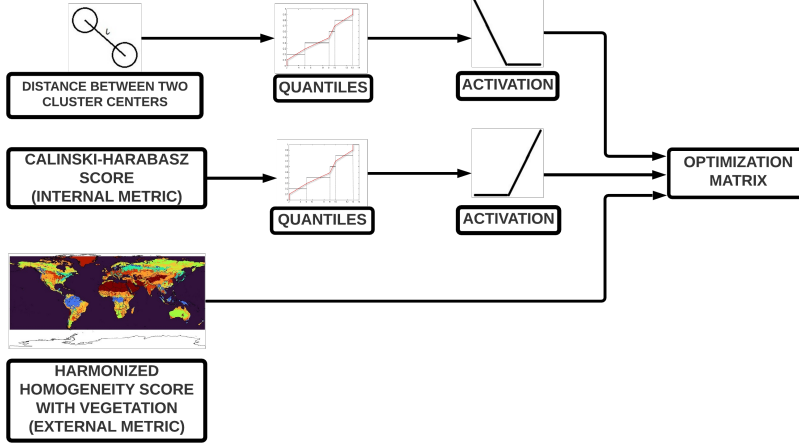 DISTANCE BETWEEN TWO
CLUSTER CENTERS
QUANTILES
ACTIVATION
CALINSKI-HARABASZ
SCORE
(INTERNAL METRIC)
QUANTILES
ACTIVATION
OPTIMIZATION
MATRIX
HARMONIZED
HOMOGENEITY SCORE
WITH VEGETATION
(EXTERNAL METRIC)